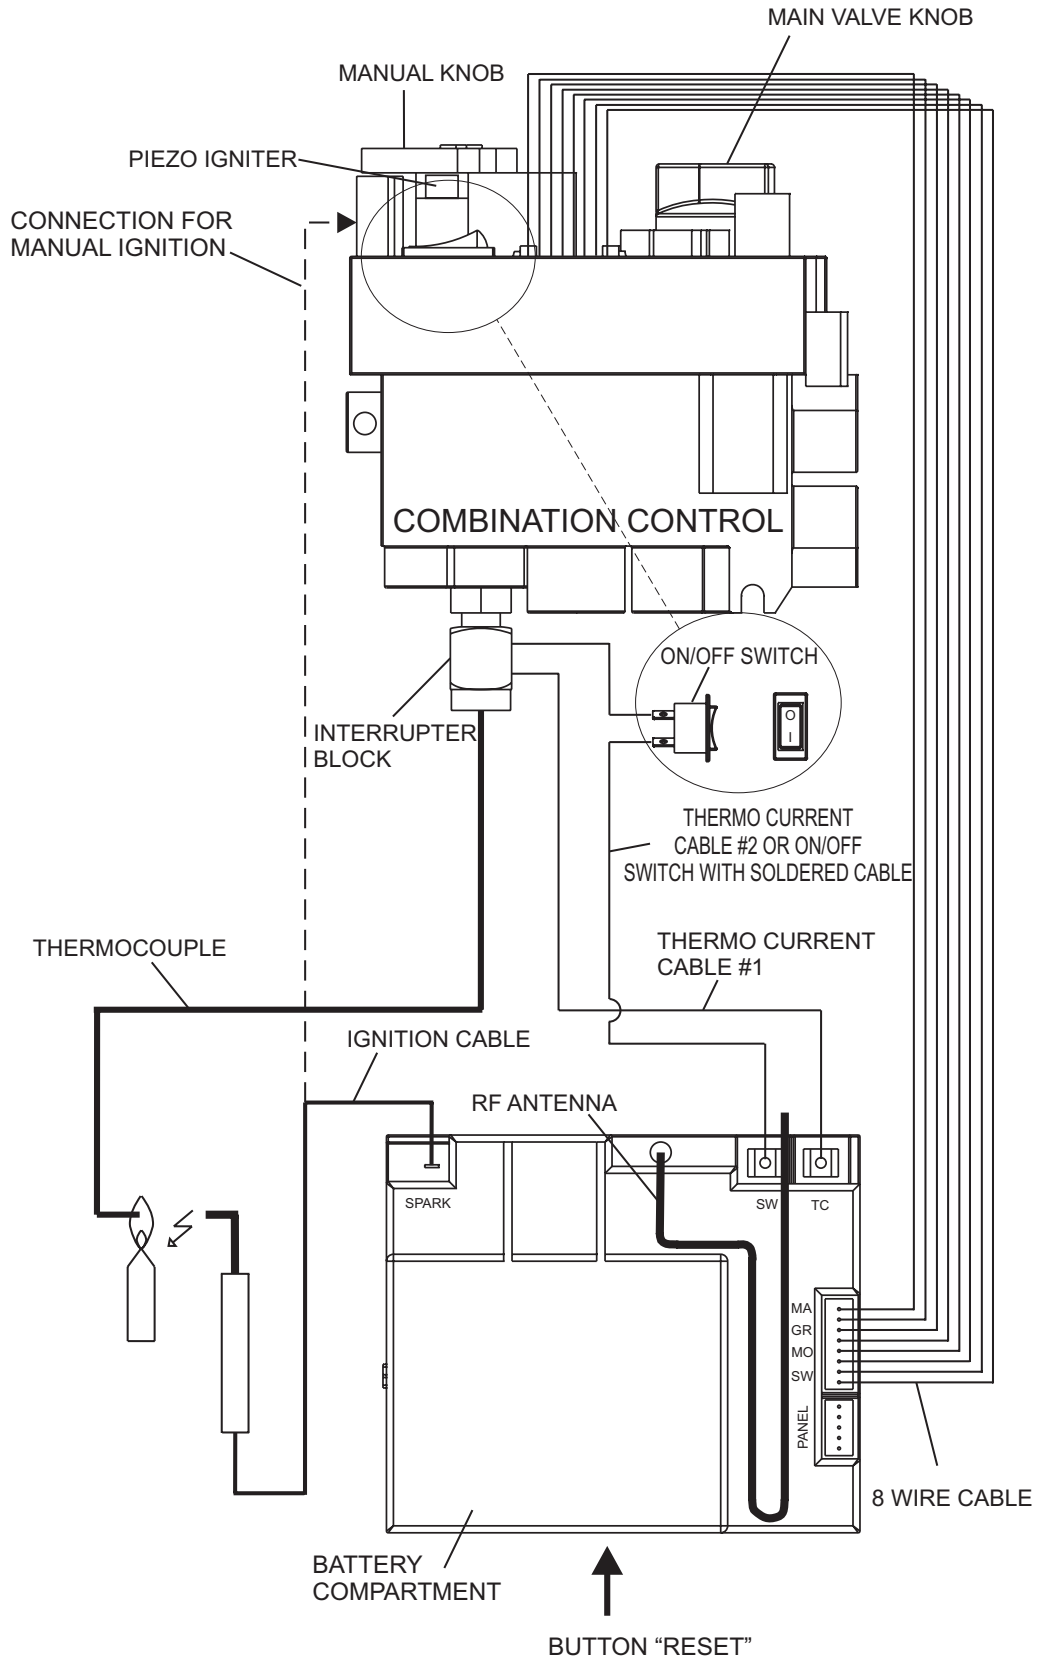 MAIN VALVE KNOB
MANUAL KNOB
PIEZO IGNITER
CONNECTION FOR
MANUAL IGNITION
COMBINATION CONTROL
ON/OFF SWITCH
O
I
INTERRUPTER
BLOCK
THERMO CURRENT
CABLE #2 OR ON/OFF
SWITCH WITH SOLDERED CABLE
THERMOCOUPLE
THERMO CURRENT
CABLE #1
IGNITION CABLE
RF ANTENNA
SPARK
SW
TC
MA
GR
MO
SW
PANEL
8 WIRE CABLE
BATTERY
COMPARTMENT
BUTTON “RESET”